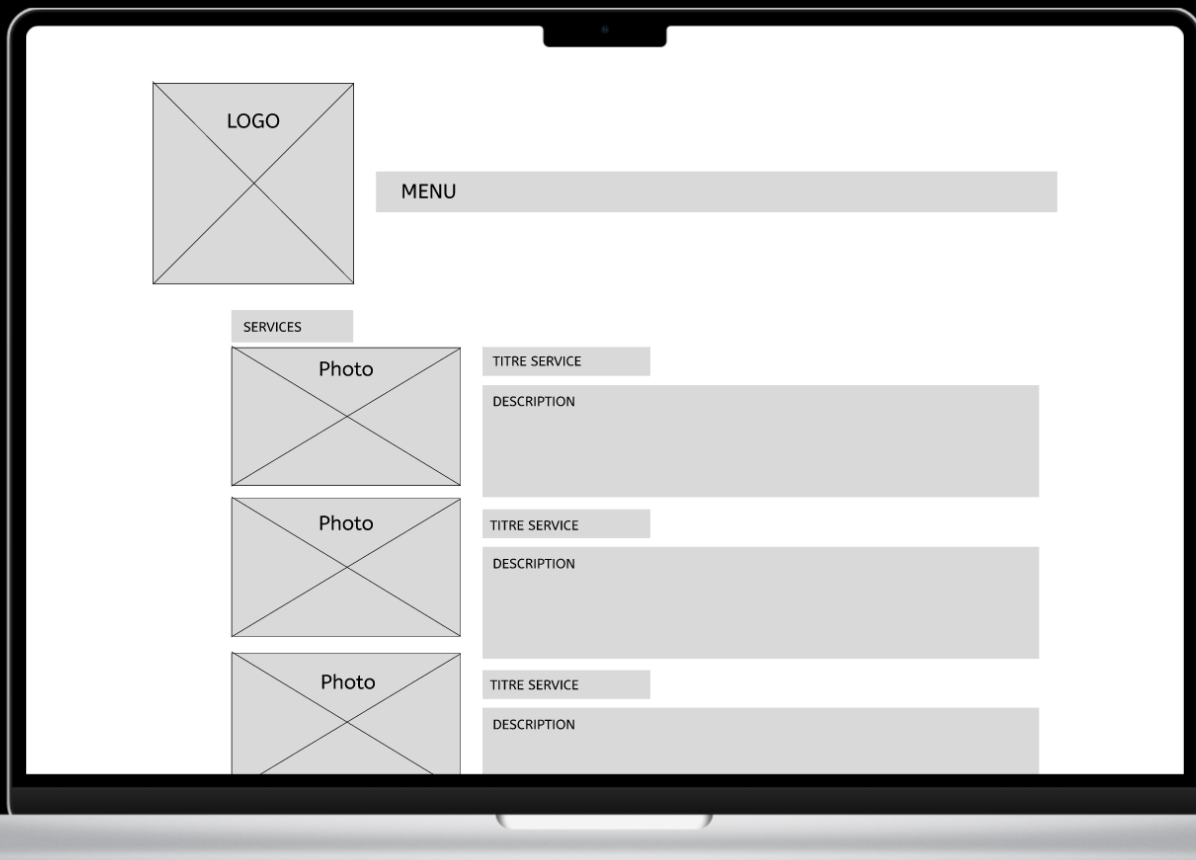 LOGO
MENU
SERVICES
Photo
TITRE SERVICE
DESCRIPTION
Photo
TITRE SERVICE
DESCRIPTION
Photo
TITRE SERVICE
DESCRIPTION